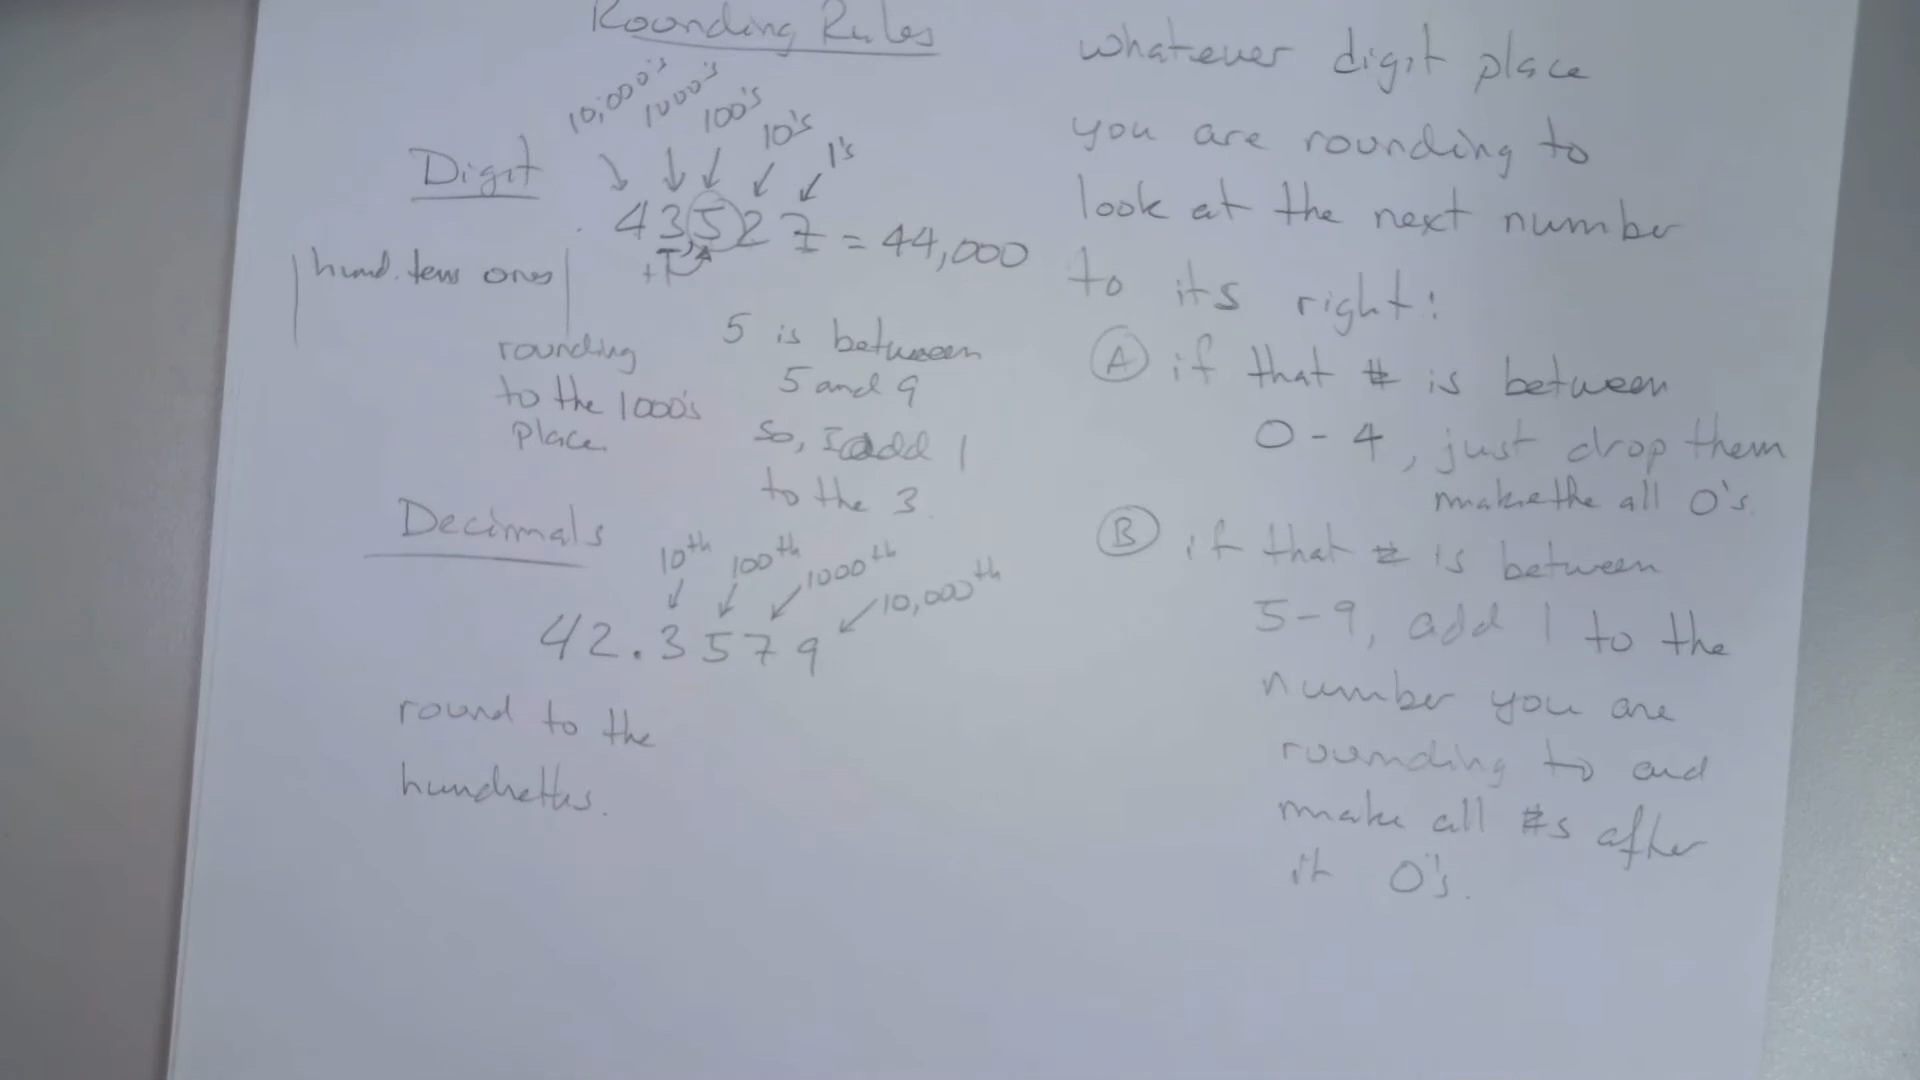 Rounding Rules
10,000's 1000's 100's 10's 1's
Digit
43527 = 44,000
+1
hund. tens ones
rounding
to the 1000's
place.
5 is between
5 and 9
so, I add 1
to the 3.
Decimals
10th 100th 1000th 10,000th
42.3579
round to the
hundreths.
whatever digit place
you are rounding to
look at the next number
to its right:
A if that # is between
0-4, just drop them
make the all 0's.
B if that # is between
5-9, add 1 to the
number you are
rounding to and
make all #s after
it 0's.